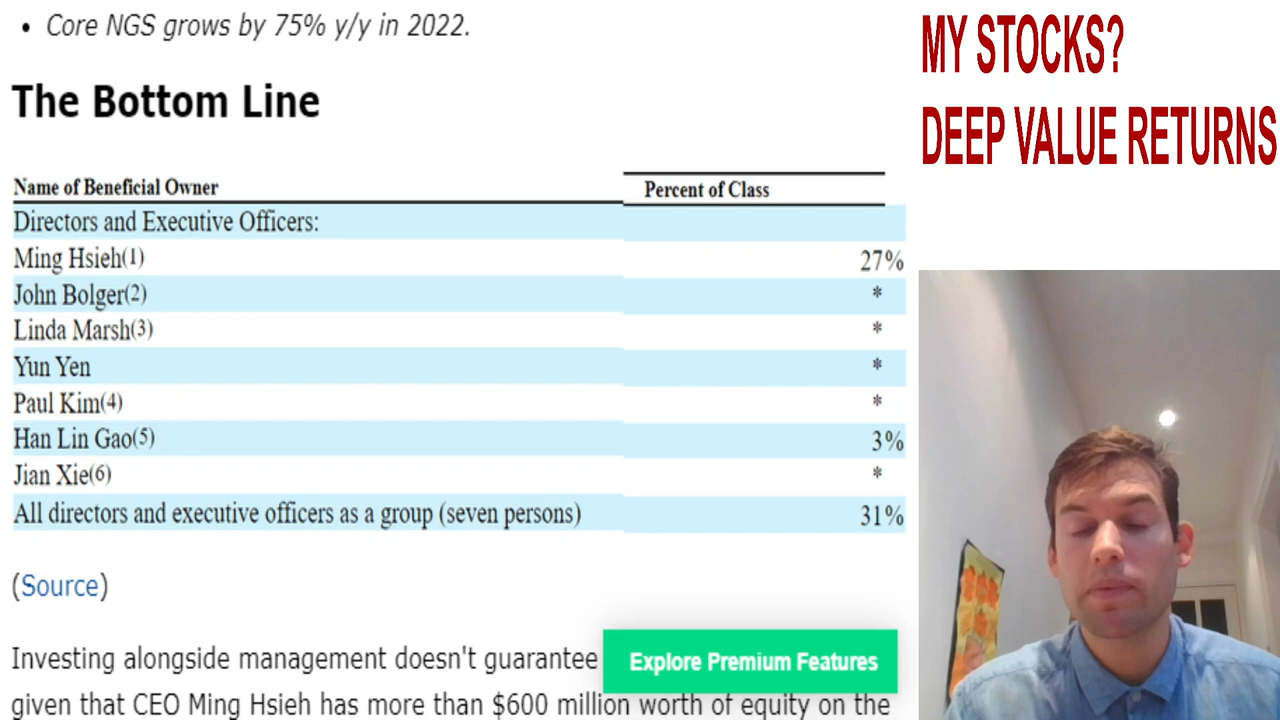 • Core NGS grows by 75% y/y in 2022.
The Bottom Line
Name of Beneficial Owner Percent of Class
Directors and Executive Officers:
Ming Hsieh(1) 27%
John Bolger(2) *
Linda Marsh(3) *
Yun Yen *
Paul Kim(4) *
Han Lin Gao(5) 3%
Jian Xie(6) *
All directors and executive officers as a group (seven persons) 31%
(Source)
Investing alongside management doesn't guarantee
Explore Premium Features
given that CEO Ming Hsieh has more than $600 million worth of equity on the
MY STOCKS?
DEEP VALUE RETURNS